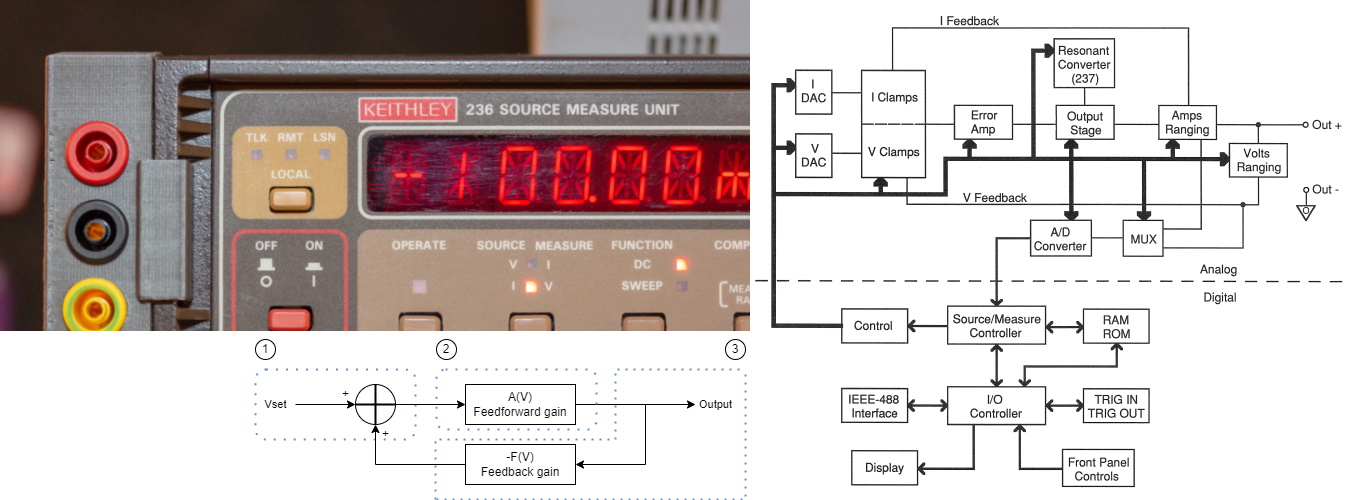 KEITHLEY 236 SOURCE MEASURE UNIT
TLK RMT LSN
LOCAL
OFF ON
OPERATE
SOURCE MEASURE
V I
I V
FUNCTION
DC
SWEEP
1
2
3
Vset
+
+
A(V)
Feedforward gain
Output
-F(V)
Feedback gain
I Feedback
Resonant
Converter
(237)
I
DAC
I Clamps
V
DAC
V Clamps
Error
Amp
Output
Stage
Amps
Ranging
Out +
Volts
Ranging
Out -
O
V Feedback
A/D
Converter
MUX
Analog
Digital
Control
Source/Measure
Controller
RAM
ROM
IEEE-488
Interface
I/O
Controller
TRIG IN
TRIG OUT
Display
Front Panel
Controls